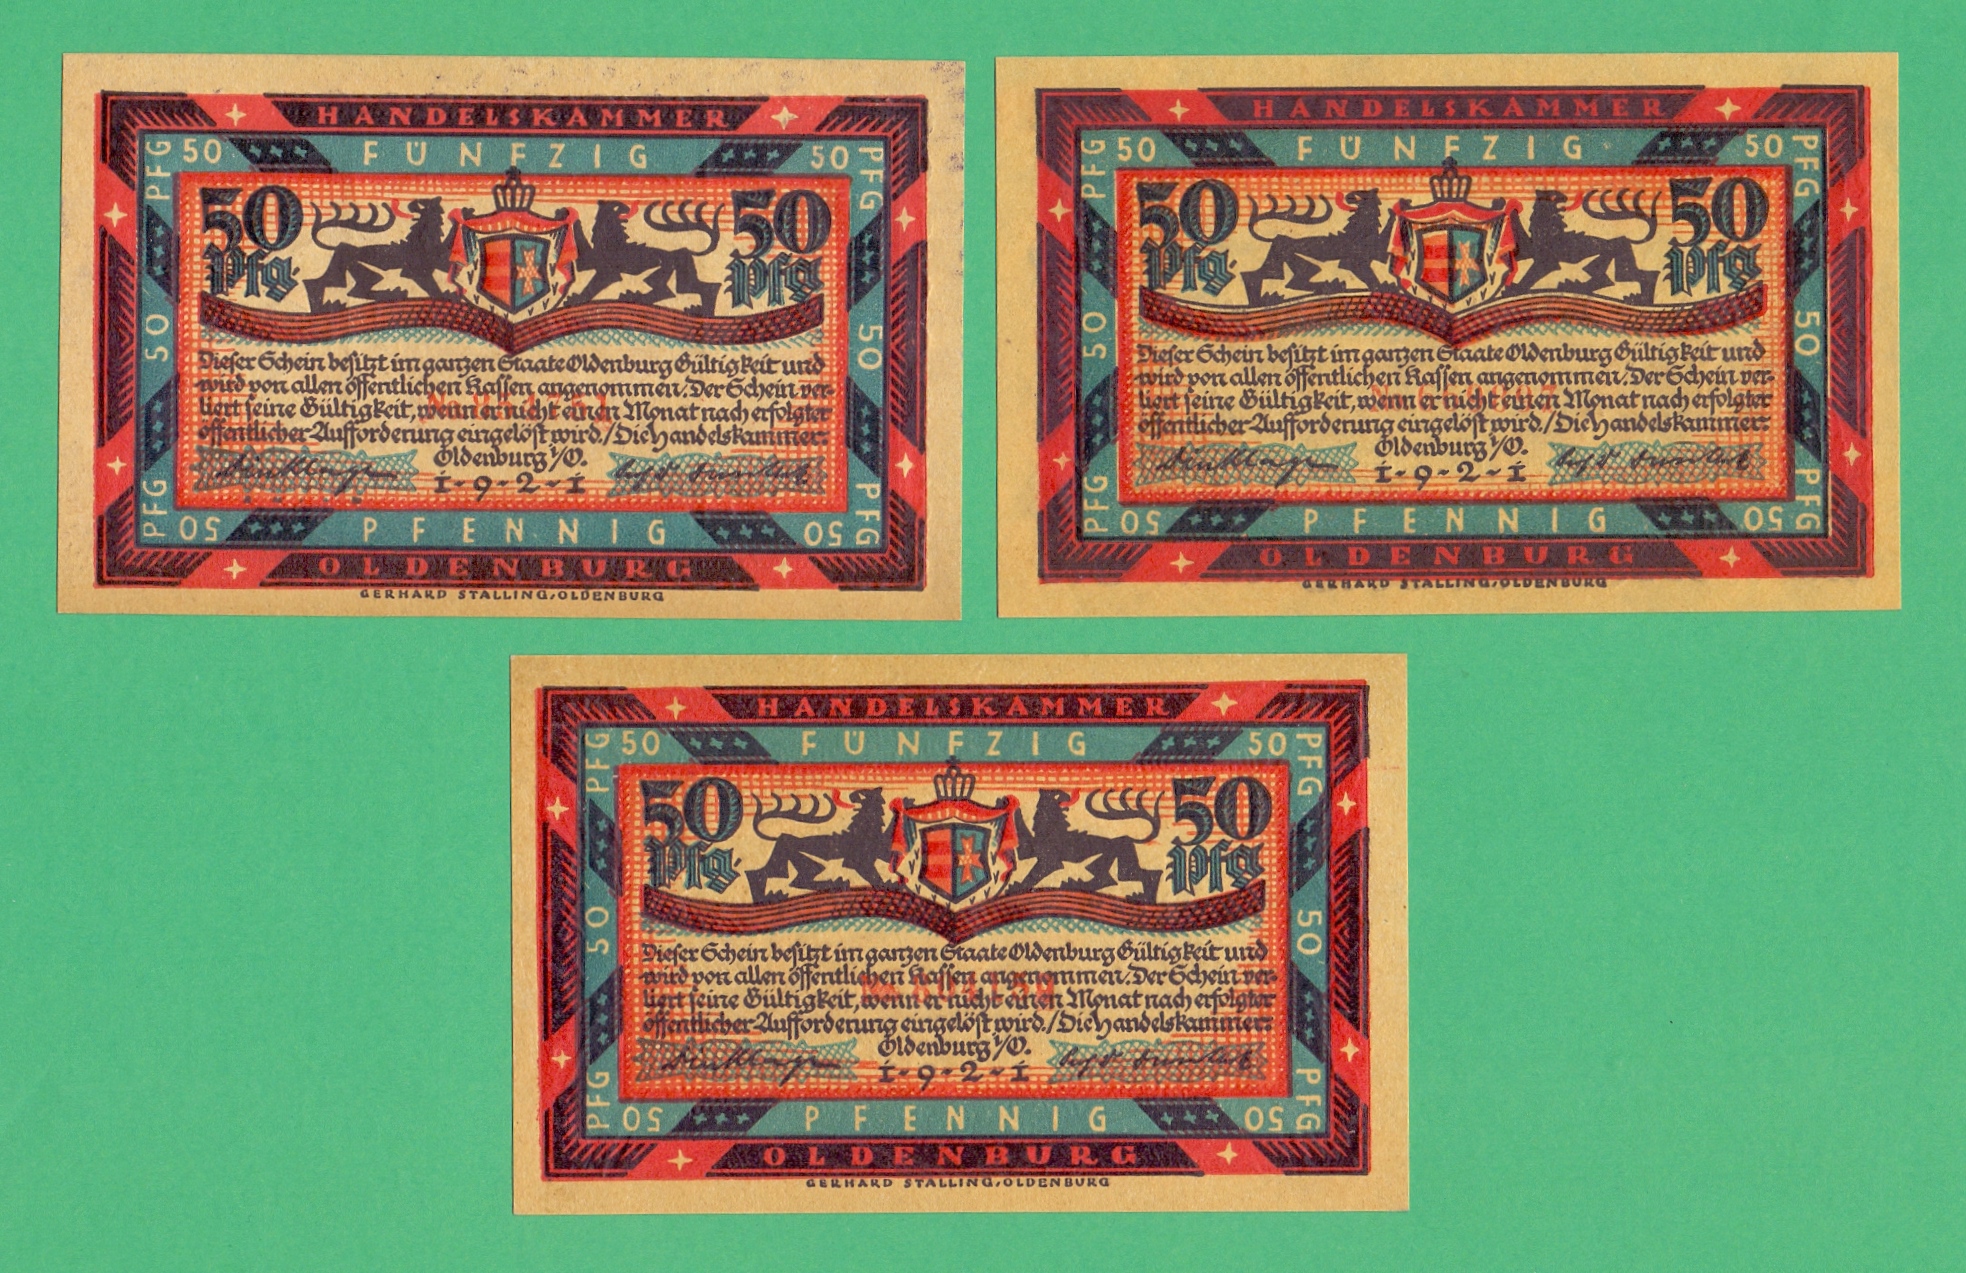 HANDELSKAMMER
PFG 50 FÜNFZIG 50 PFG
50 50
Pfg. Pfg.
50 50
Dieser Schein besitzt im ganzen Staate Oldenburg Gültigkeit und
wird von allen öffentlichen Kassen angenommen. Der Schein ver-
liert seine Gültigkeit, wenn er nicht einen Monat nach erfolgter
öffentlicher Aufforderung eingelöst wird./Die Handelskammer:
Oldenburg i/O.
1-9-2-1
PFG 50 PFENNIG 50 PFG
OLDENBURG
GERHARD STALLING, OLDENBURG
HANDELSKAMMER
PFG 50 FÜNFZIG 50 PFG
50 50
Pfg. Pfg.
50 50
Dieser Schein besitzt im ganzen Staate Oldenburg Gültigkeit und
wird von allen öffentlichen Kassen angenommen. Der Schein ver-
liert seine Gültigkeit, wenn er nicht einen Monat nach erfolgter
öffentlicher Aufforderung eingelöst wird./Die Handelskammer:
Oldenburg i/O.
1-9-2-1
PFG 50 PFENNIG 50 PFG
OLDENBURG
GERHARD STALLING, OLDENBURG
HANDELSKAMMER
PFG 50 FÜNFZIG 50 PFG
50 50
Pfg. Pfg.
50 50
Dieser Schein besitzt im ganzen Staate Oldenburg Gültigkeit und
wird von allen öffentlichen Kassen angenommen. Der Schein ver-
liert seine Gültigkeit, wenn er nicht einen Monat nach erfolgter
öffentlicher Aufforderung eingelöst wird./Die Handelskammer:
Oldenburg i/O.
1-9-2-1
PFG 50 PFENNIG 50 PFG
OLDENBURG
GERHARD STALLING, OLDENBURG